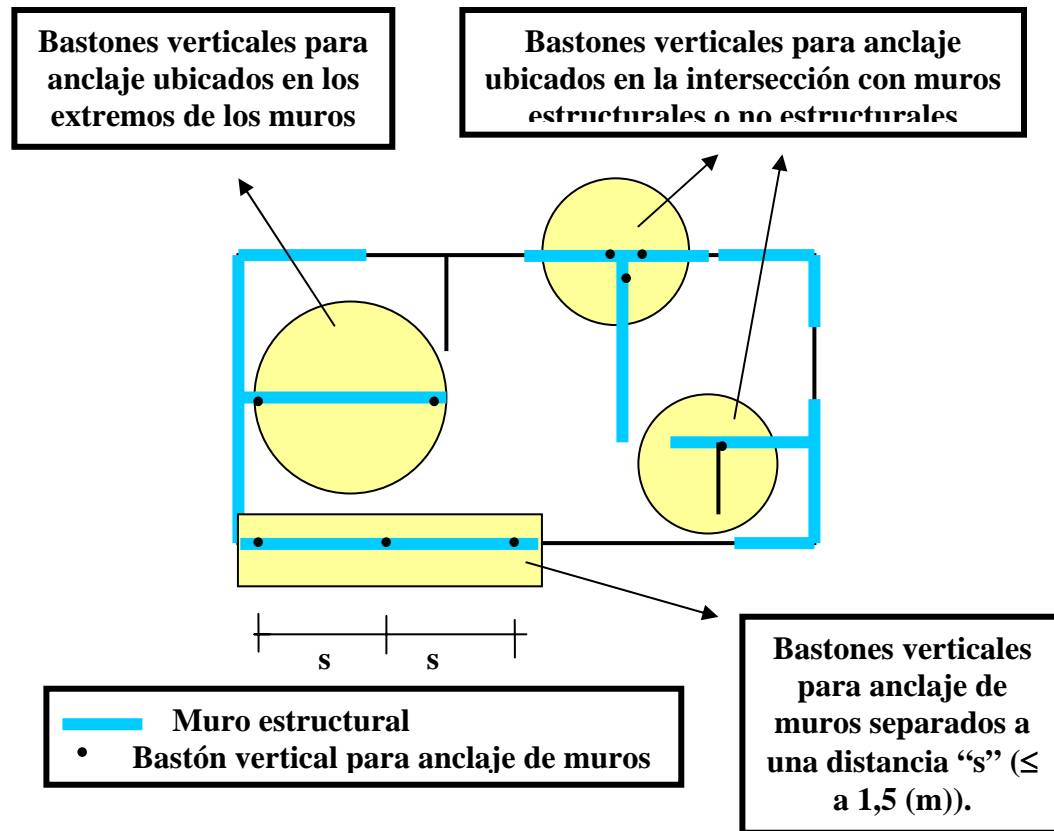 Bastones verticales para
anclaje ubicados en los
extremos de los muros
Bastones verticales para anclaje
ubicados en la intersección con muros
estructurales o no estructurales
s
s
Muro estructural
Bastón vertical para anclaje de muros
Bastones verticales
para anclaje de
muros separados a
una distancia “s” (≤
a 1,5 (m)).